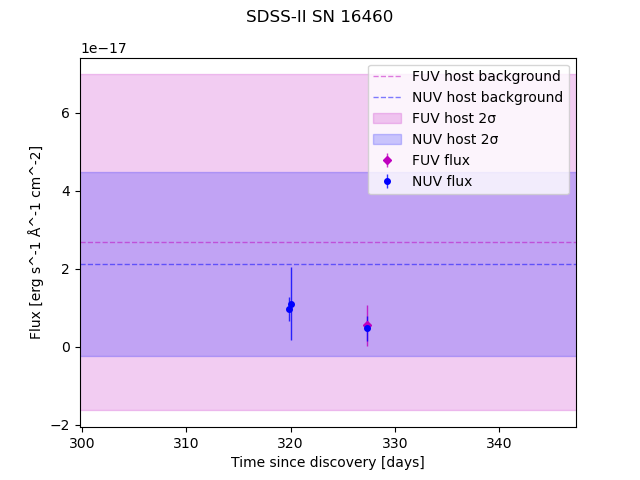 SDSS-II SN 16460
1e−17
FUV host background
NUV host background
FUV host 2σ
NUV host 2σ
FUV flux
NUV flux
6
4
2
0
−2
Flux [erg s^-1 Å^-1 cm^-2]
300
310
320
330
340
Time since discovery [days]